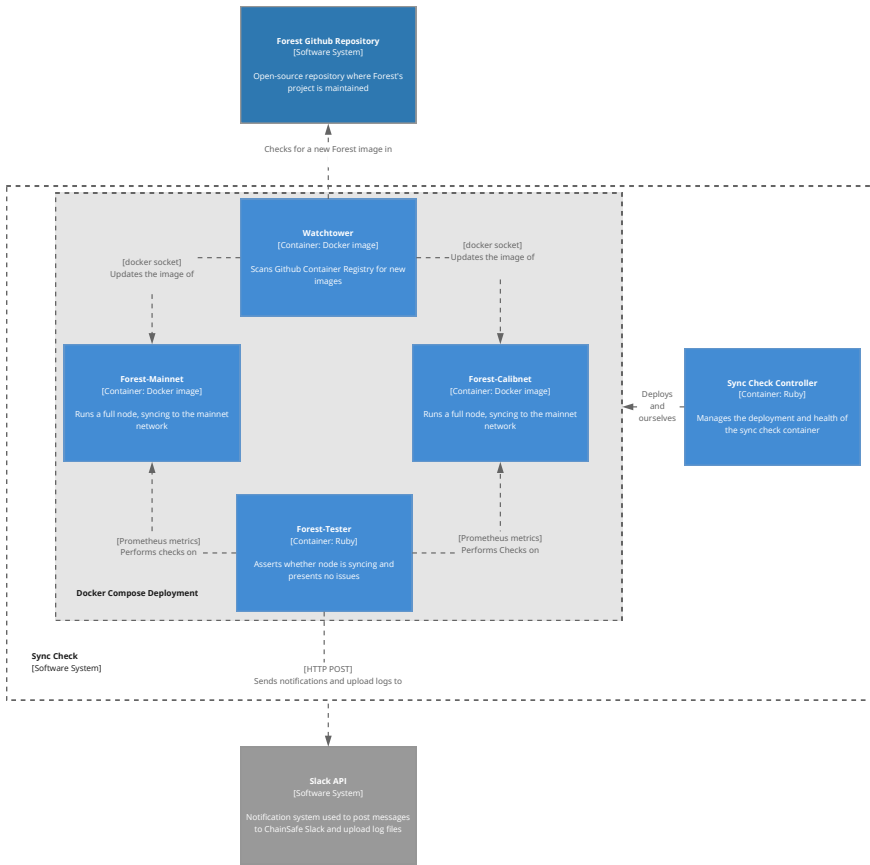 Forest Github Repository
[Software System]
Open-source repository where Forest's
project is maintained
Checks for a new Forest image in
Watchtower
[Container: Docker image]
Scans Github Container Registry for new
images
[docker socket]
Updates the image of
[docker socket]
Updates the image of
Forest-Mainnet
[Container: Docker image]
Runs a full node, syncing to the mainnet
network
Forest-Calibnet
[Container: Docker image]
Runs a full node, syncing to the mainnet
network
Deploys
and
ourselves
Sync Check Controller
[Container: Ruby]
Manages the deployment and health of
the sync check container
[Prometheus metrics]
Performs checks on
Forest-Tester
[Container: Ruby]
Asserts whether node is syncing and
presents no issues
[Prometheus metrics]
Performs Checks on
Docker Compose Deployment
Sync Check
[Software System]
[HTTP POST]
Sends notifications and upload logs to
Slack API
[Software System]
Notification system used to post messages
to ChainSafe Slack and upload log files